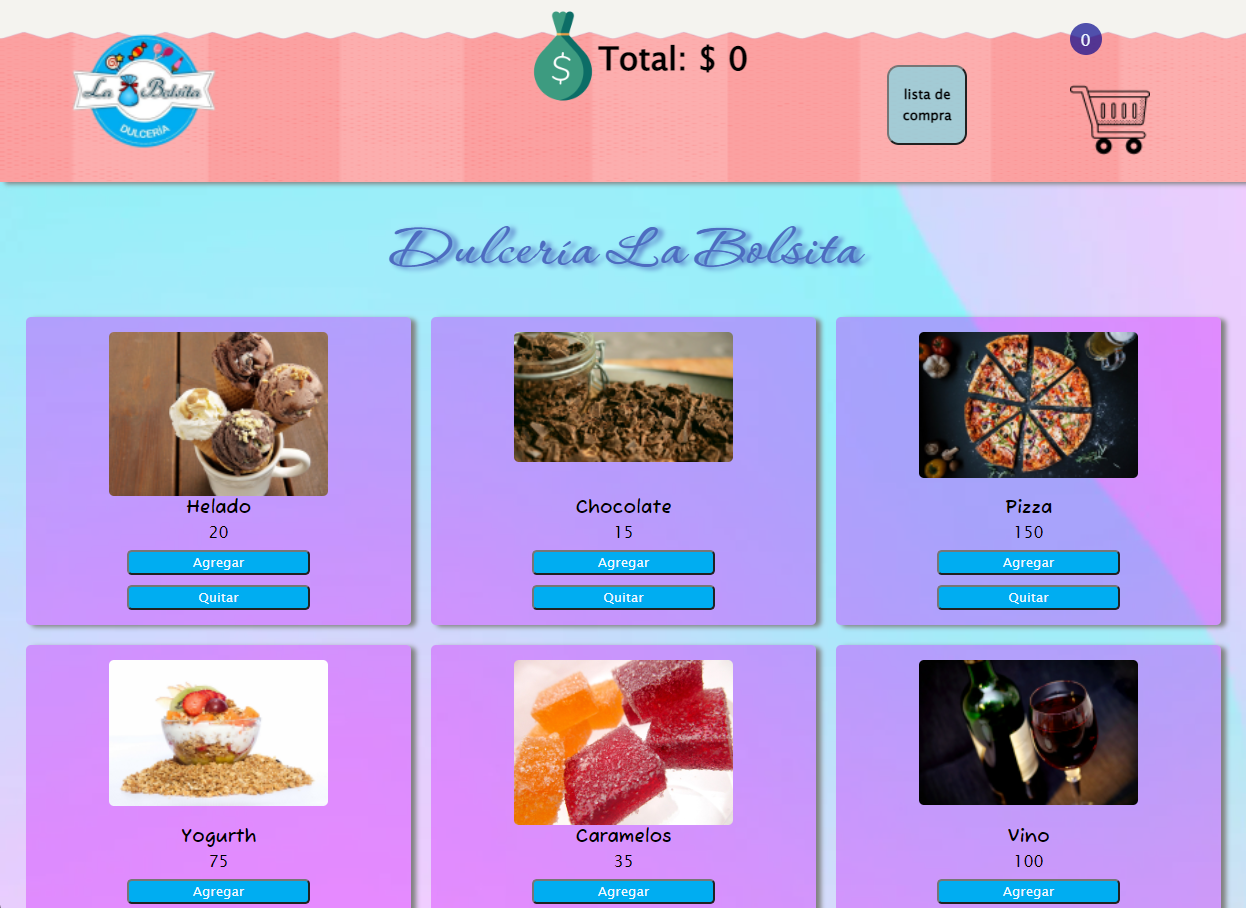 La Bolsita
DULCERÍA
$
Total: $ 0
lista de
compra
0
Dulcería La Bolsita
Helado
20
Agregar
Quitar
Chocolate
15
Agregar
Quitar
Pizza
150
Agregar
Quitar
Yogurth
75
Agregar
Caramelos
35
Agregar
Vino
100
Agregar